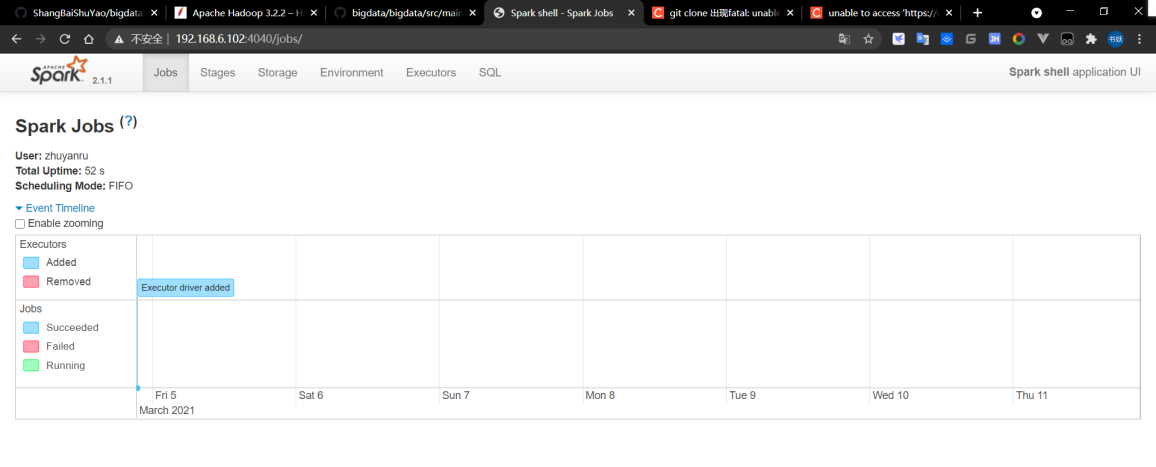 ShangBaiShuYao/bigdata
Apache Hadoop 3.2.2 – H
bigdata/bigdata/src/mai
Spark shell - Spark Jobs
git clone 出现fatal: unabl
unable to access 'https://
不安全 | 192.168.6.102:4040/jobs/
APACHE Spark 2.1.1 Jobs Stages Storage Environment Executors SQL Spark shell application UI
Spark Jobs (?)
User: zhuyanru
Total Uptime: 52 s
Scheduling Mode: FIFO
Event Timeline
Enable zooming
Executors
Added
Removed
Executor driver added
Jobs
Succeeded
Failed
Running
Fri 5 Sat 6 Sun 7 Mon 8 Tue 9 Wed 10 Thu 11
March 2021